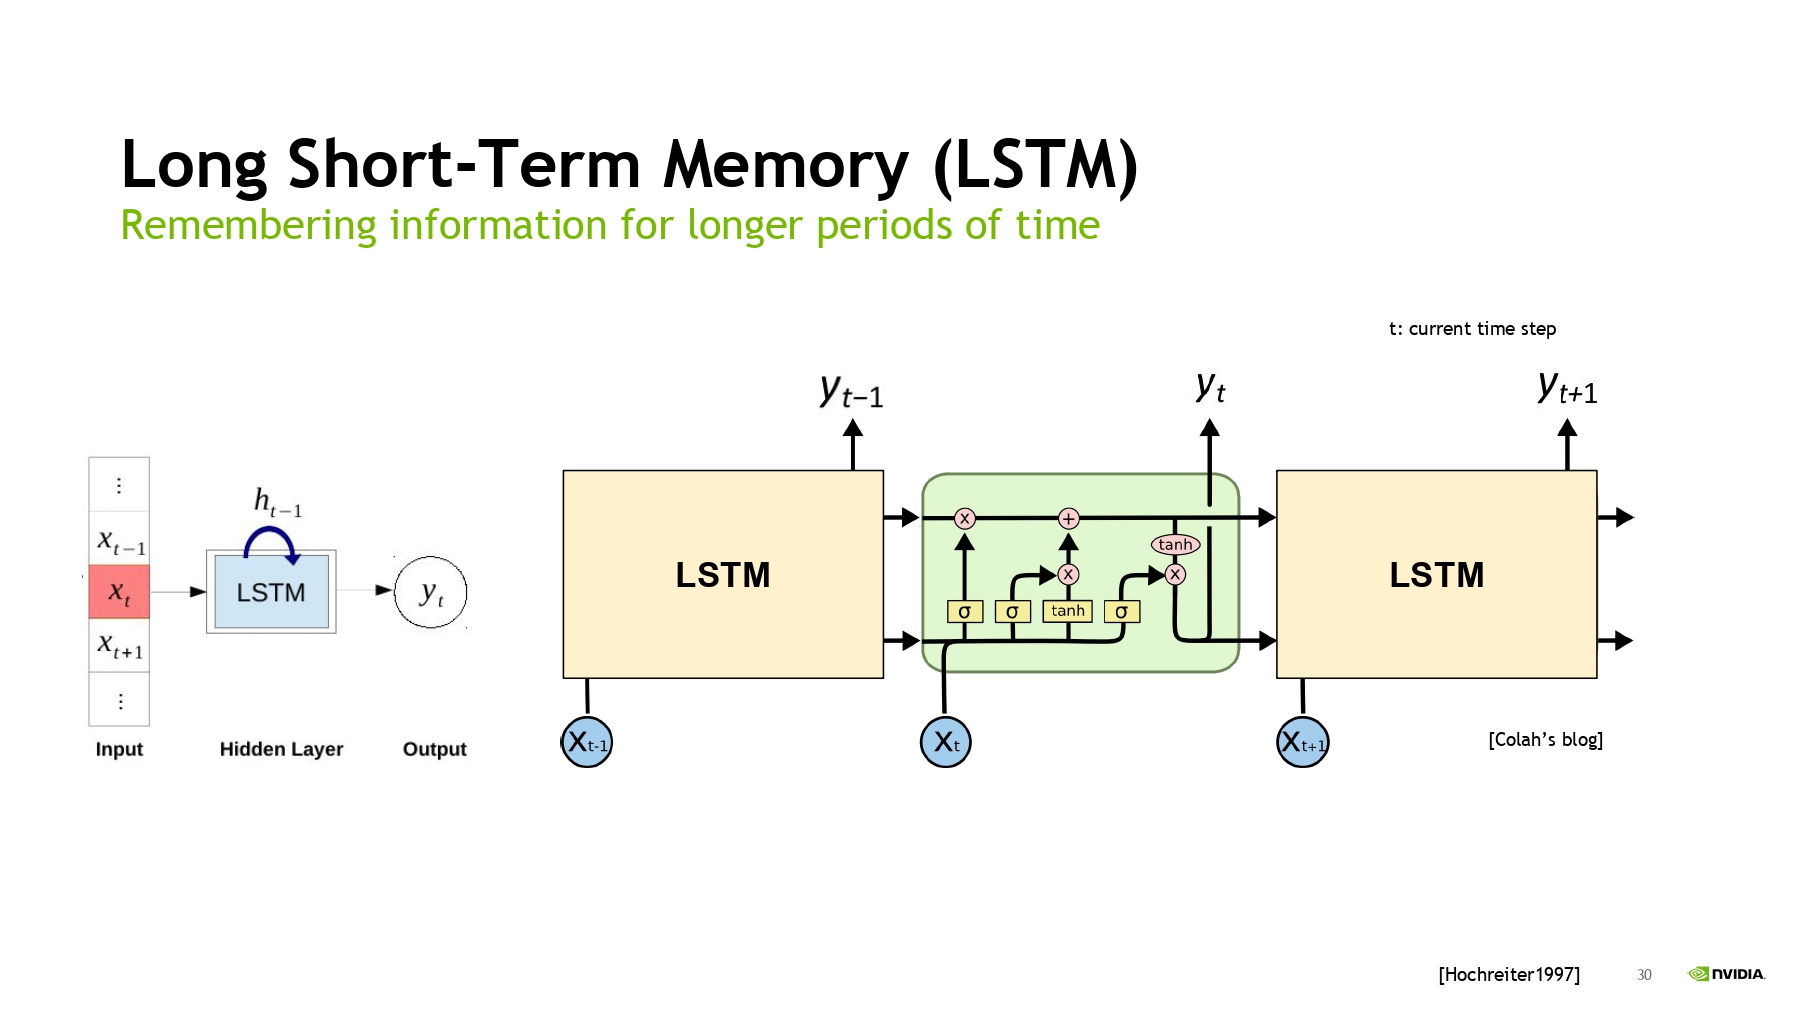 Long Short-Term Memory (LSTM)
Remembering information for longer periods of time
t: current time step
⋮
x_{t−1}
x_t
x_{t+1}
⋮
h_{t−1}
LSTM
y_t
Input
Hidden Layer
Output
y_{t−1}
y_t
y_{t+1}
LSTM
x
+
tanh
x
x
σ
σ
tanh
σ
LSTM
X_{t-1}
X_t
X_{t+1}
[Colah’s blog]
[Hochreiter1997]
30
NVIDIA.